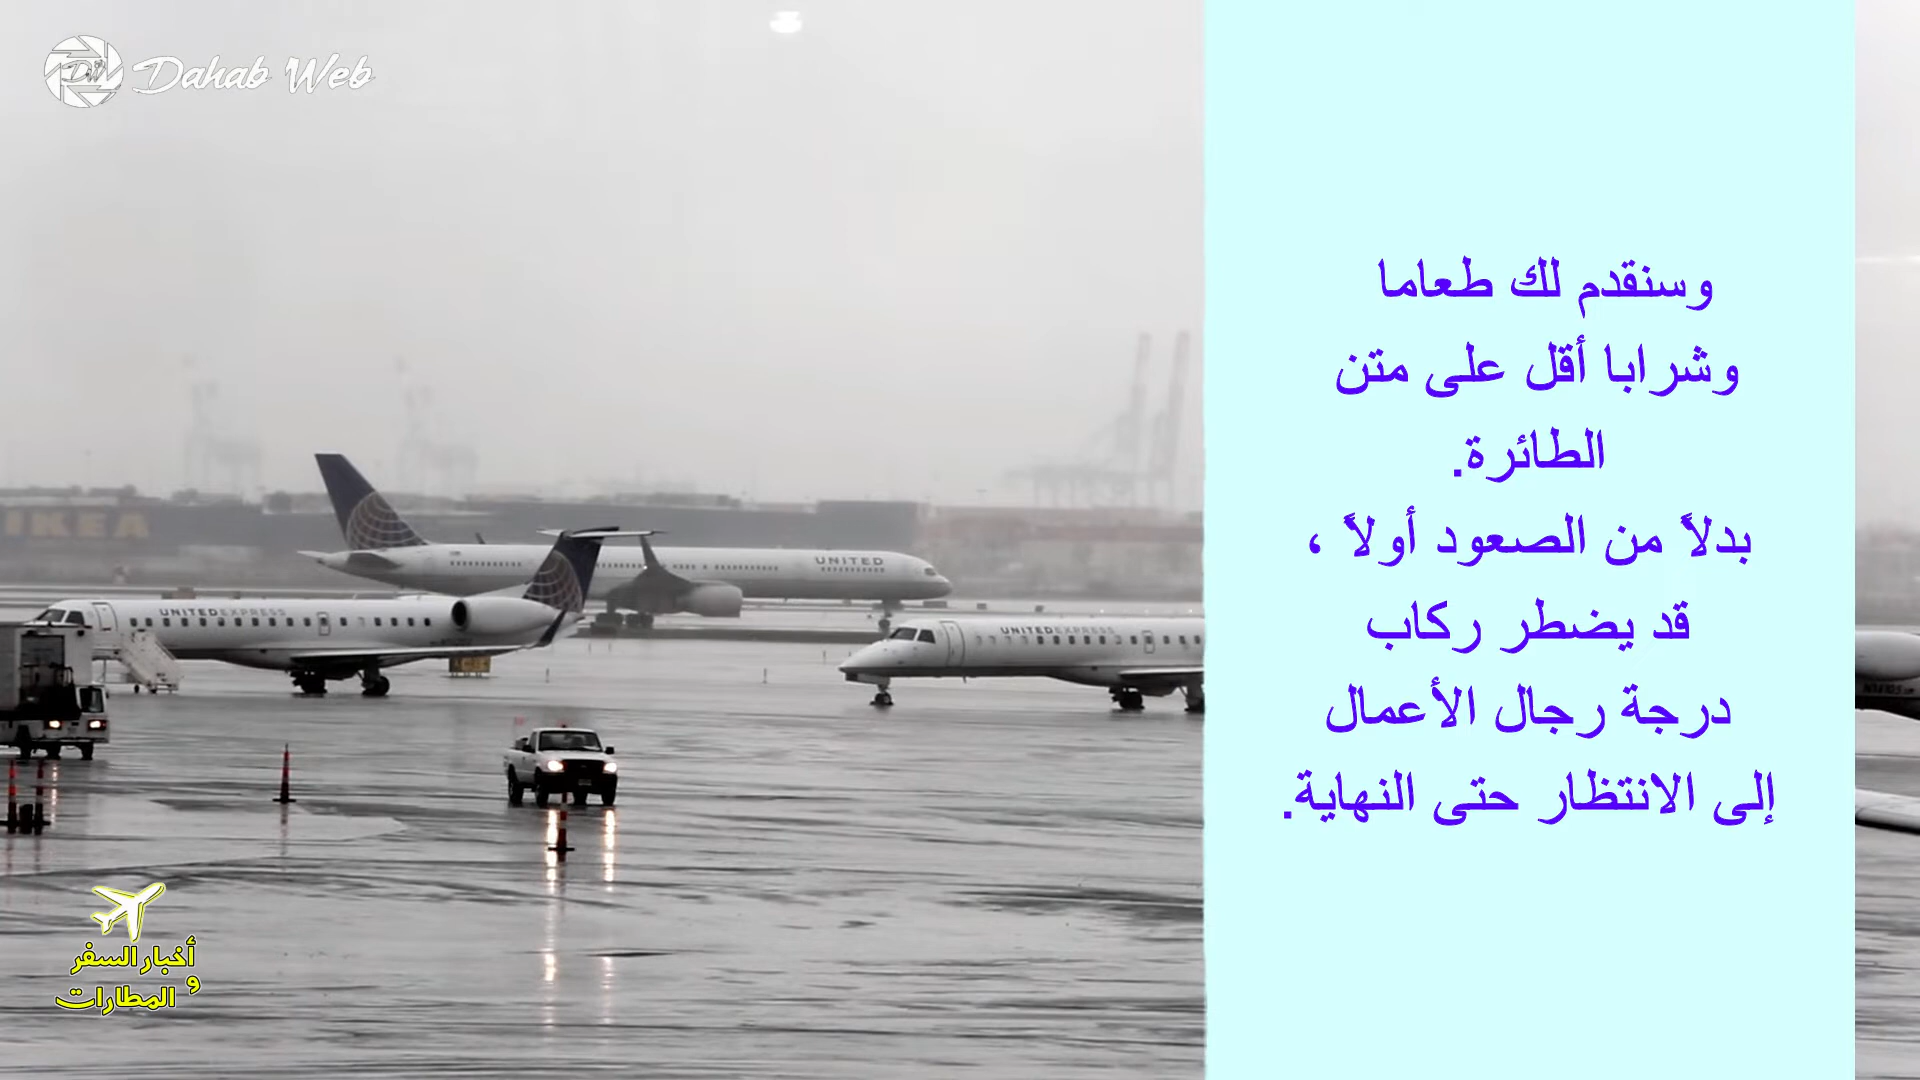 Dahab Web
وسنقدم لك طعاما
وشرابا أقل على متن
الطائرة.
بدلاً من الصعود أولاً ،
قد يضطر ركاب
درجة رجال الأعمال
إلى الانتظار حتى النهاية.
IKEA
UNITED
UNITED EXPRESS
UNITED EXPRESS
أخبار السفر
و
المطارات